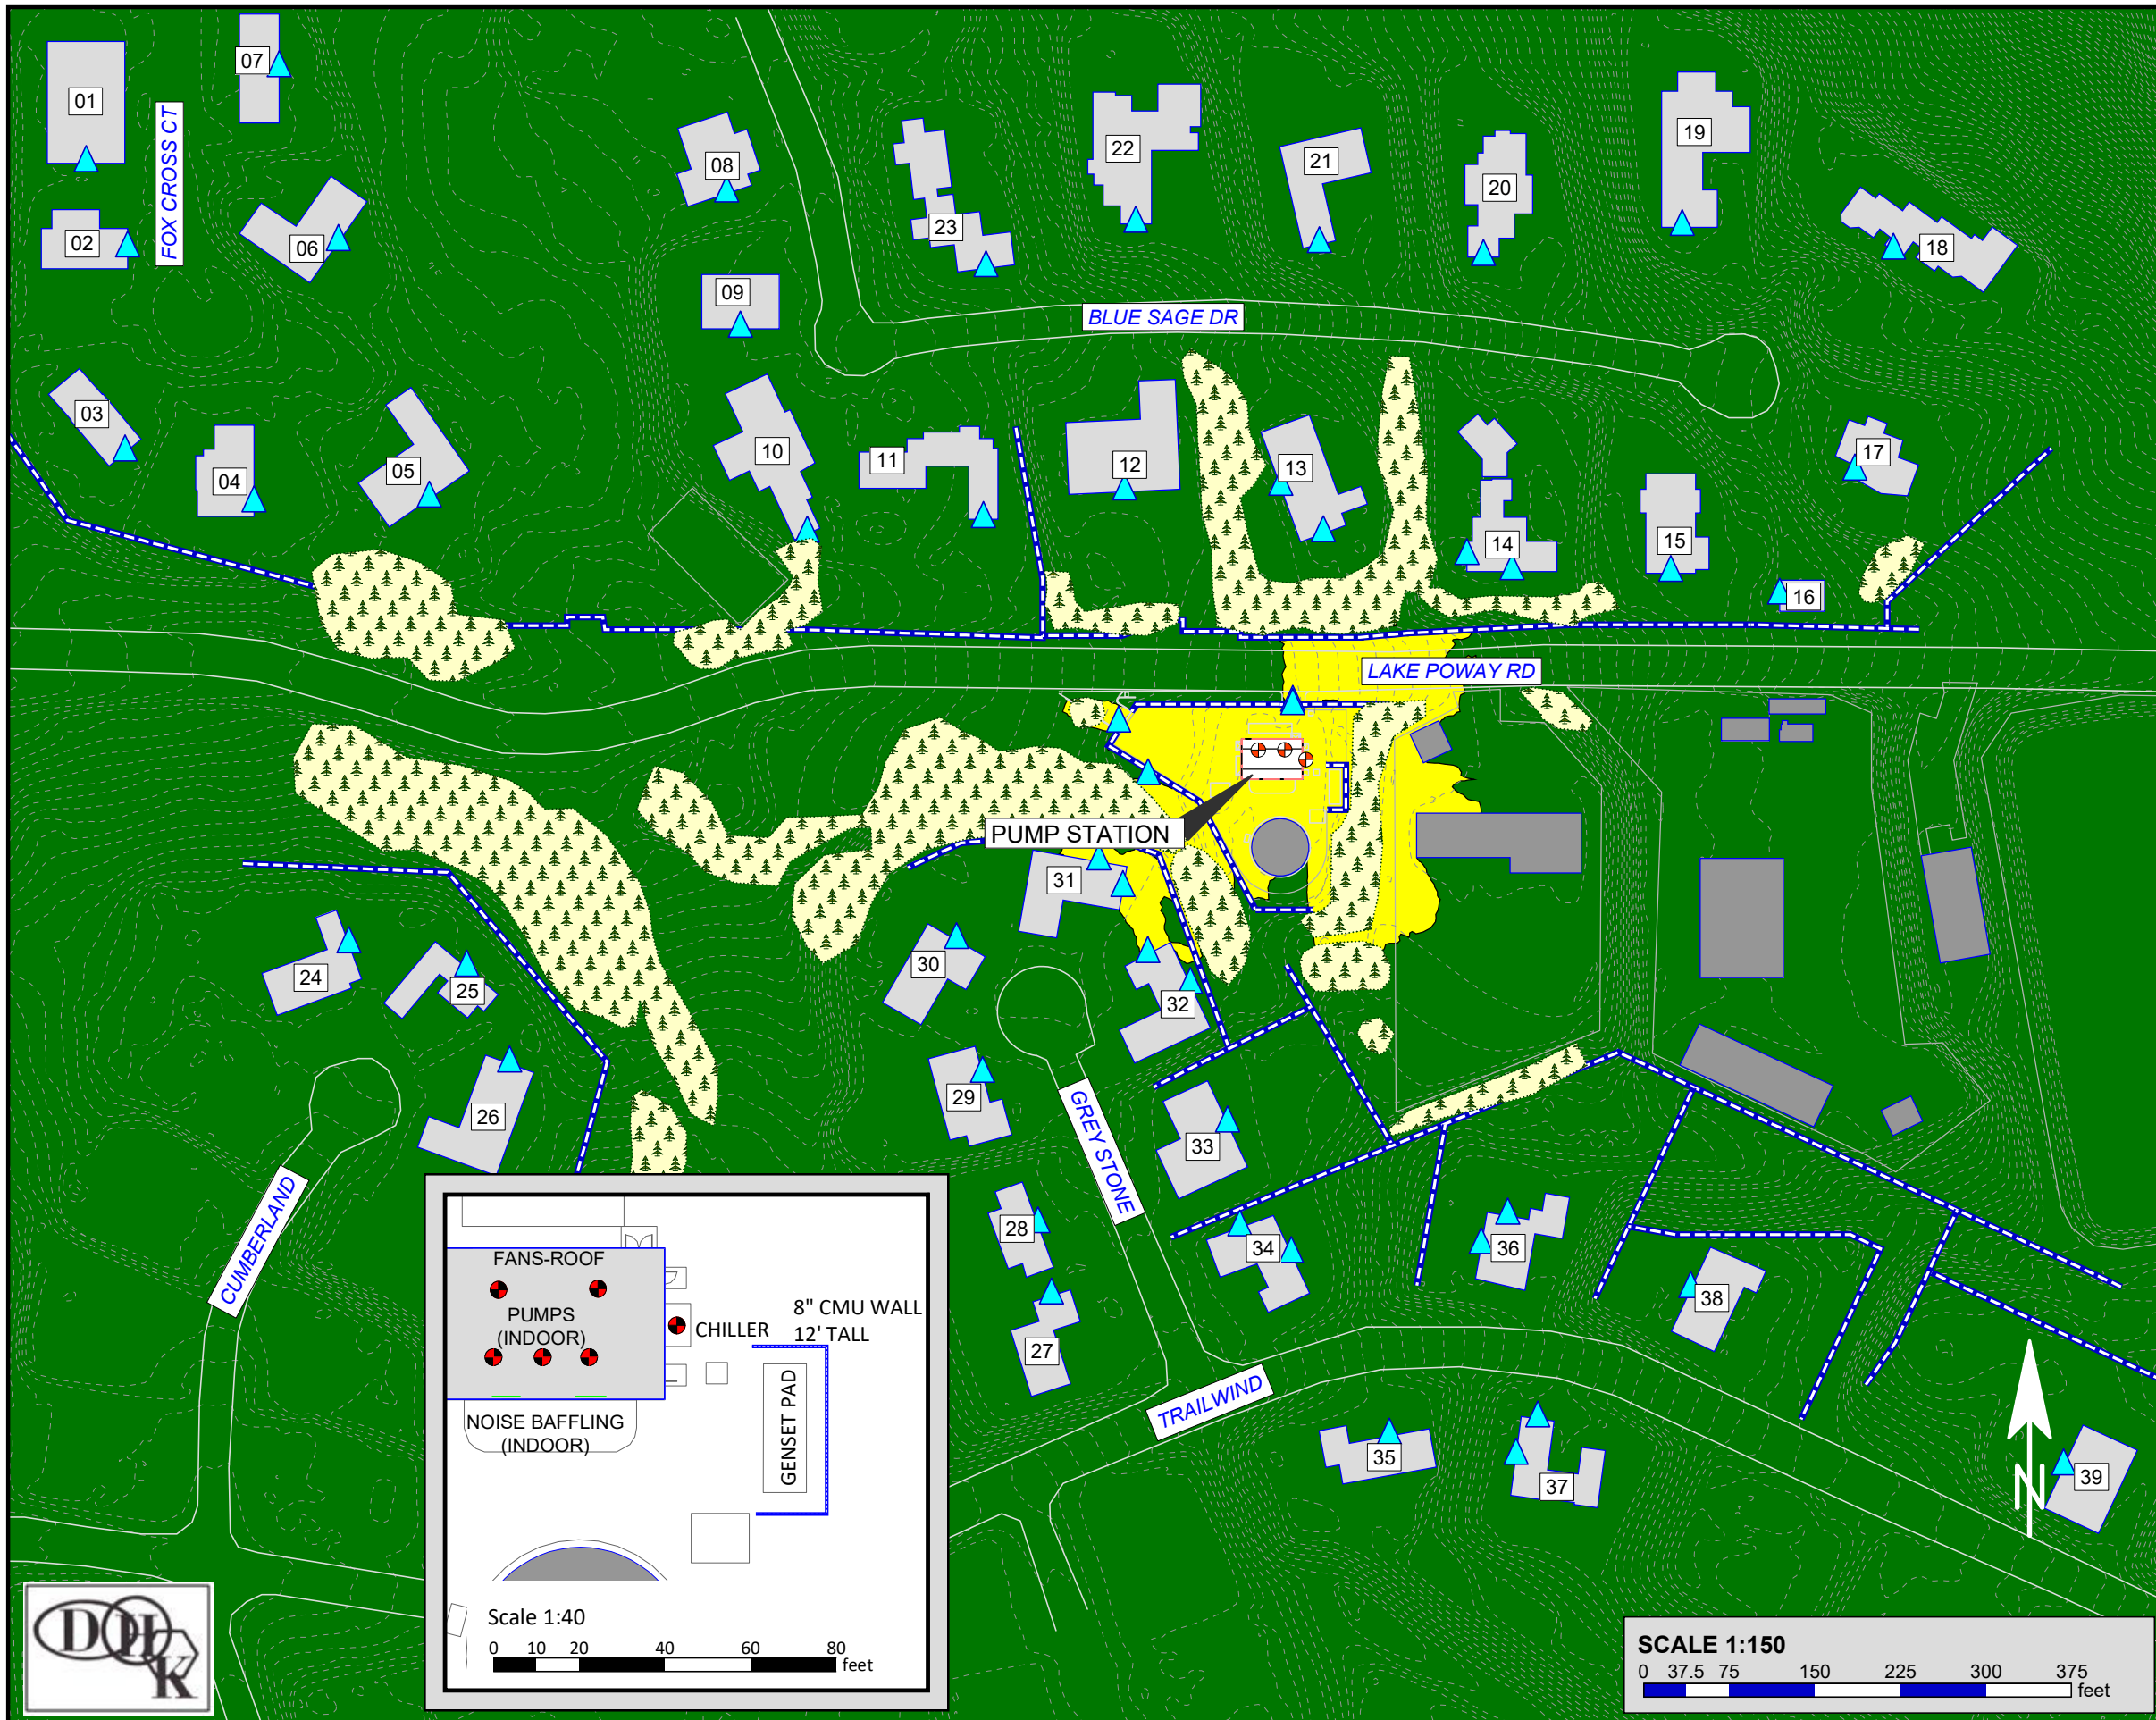 01
07
FOX CROSS CT
02
06
08
09
23
22
21
20
19
18
BLUE SAGE DR
03
04
05
10
11
12
13
14
15
16
17
LAKE POWAY RD
PUMP STATION
24
25
26
30
31
32
29
33
28
27
34
36
38
35
37
39
GREY STONE
CUMBERLAND
TRAILWIND
FANS-ROOF
PUMPS
(INDOOR)
CHILLER
8" CMU WALL
12' TALL
NOISE BAFFLING
(INDOOR)
GENSET PAD
Scale 1:40
0 10 20 40 60 80
feet
N
DHK
SCALE 1:150
0 37.5 75 150 225 300 375
feet